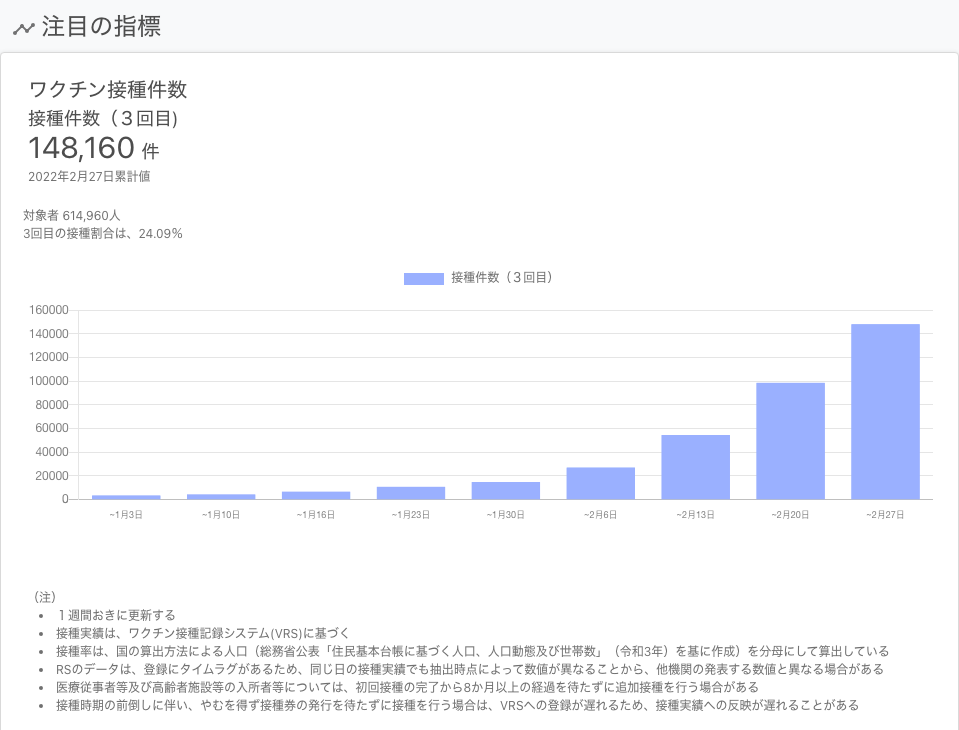 注目の指標
ワクチン接種件数
接種件数（３回目）
148,160 件
2022年2月27日累計値
対象者 614,960人
3回目の接種割合は、24.09%
接種件数（３回目）
160000
140000
120000
100000
80000
60000
40000
20000
0
~1月3日 ~1月10日 ~1月16日 ~1月23日 ~1月30日 ~2月6日 ~2月13日 ~2月20日 ~2月27日
（注）
• １週間おきに更新する
• 接種実績は、ワクチン接種記録システム(VRS)に基づく
• 接種率は、国の算出方法による人口（総務省公表「住民基本台帳に基づく人口、人口動態及び世帯数」（令和3年）を基に作成）を分母にして算出している
• RSのデータは、登録にタイムラグがあるため、同じ日の接種実績でも抽出時点によって数値が異なることから、他機関の発表する数値と異なる場合がある
• 医療従事者等及び高齢者施設等の入所者等については、初回接種の完了から8か月以上の経過を待たずに追加接種を行う場合がある
• 接種時期の前倒しに伴い、やむを得ず接種券の発行を待たずに接種を行う場合は、VRSへの登録が遅れるため、接種実績への反映が遅れることがある